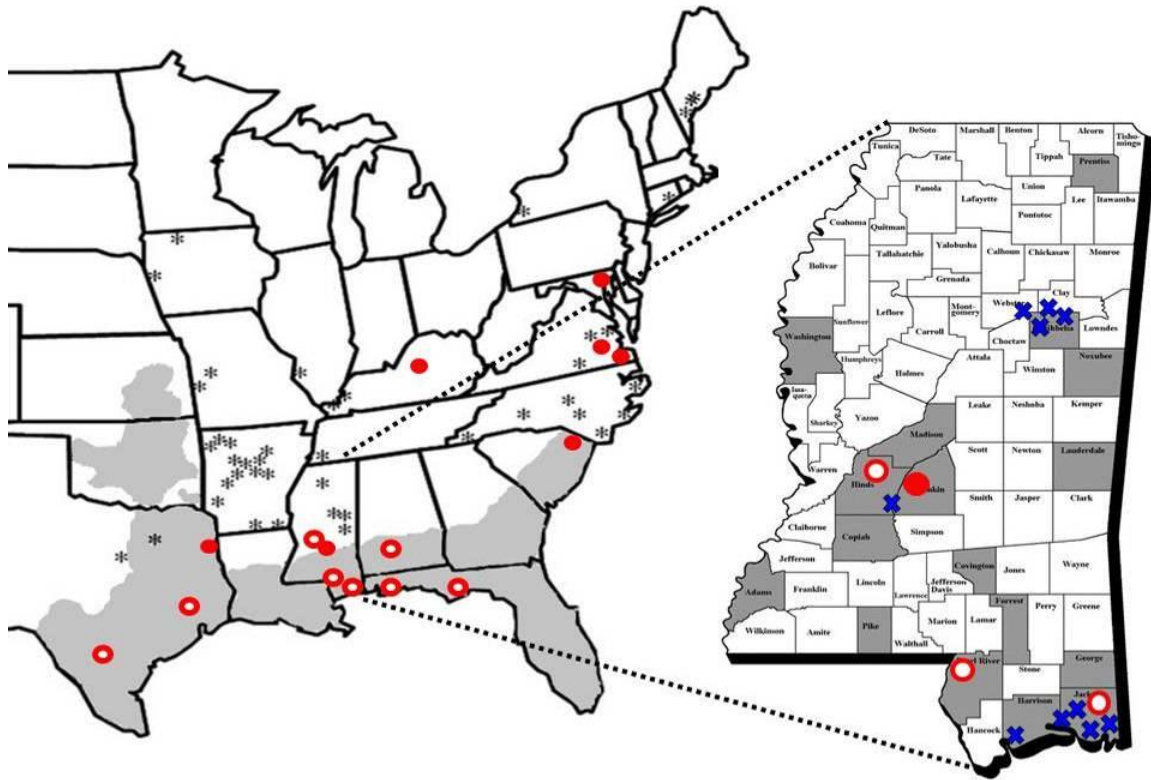 DeSoto
Marshall
Benton
Alcorn
Tisho-
mingo
Tunica
Tippah
Prentiss
Tate
Panola
Lafayette
Union
Lee
Itawamba
Pontotoc
Coahoma
Quitman
Bolivar
Tallahatchie
Yalobusha
Calhoun
Chickasaw
Monroe
Grenada
Clay
Webster
Sunflower
Leflore
Mont-
gomery
Carroll
Choctaw
Lowndes
Washington
Humphreys
Holmes
Attala
Winston
Noxubee
Sharkey
Yazoo
Leake
Neshoba
Kemper
Madison
Warren
Scott
Newton
Lauderdale
Hinds
Smith
Jasper
Clark
Claiborne
Copiah
Simpson
Jefferson
Covington
Jones
Wayne
Adams
Franklin
Lincoln
Lawrence
Jefferson
Davis
Forrest
Perry
Greene
Wilkinson
Amite
Pike
Walthall
Marion
Lamar
River
Stone
George
Hancock
Harrison